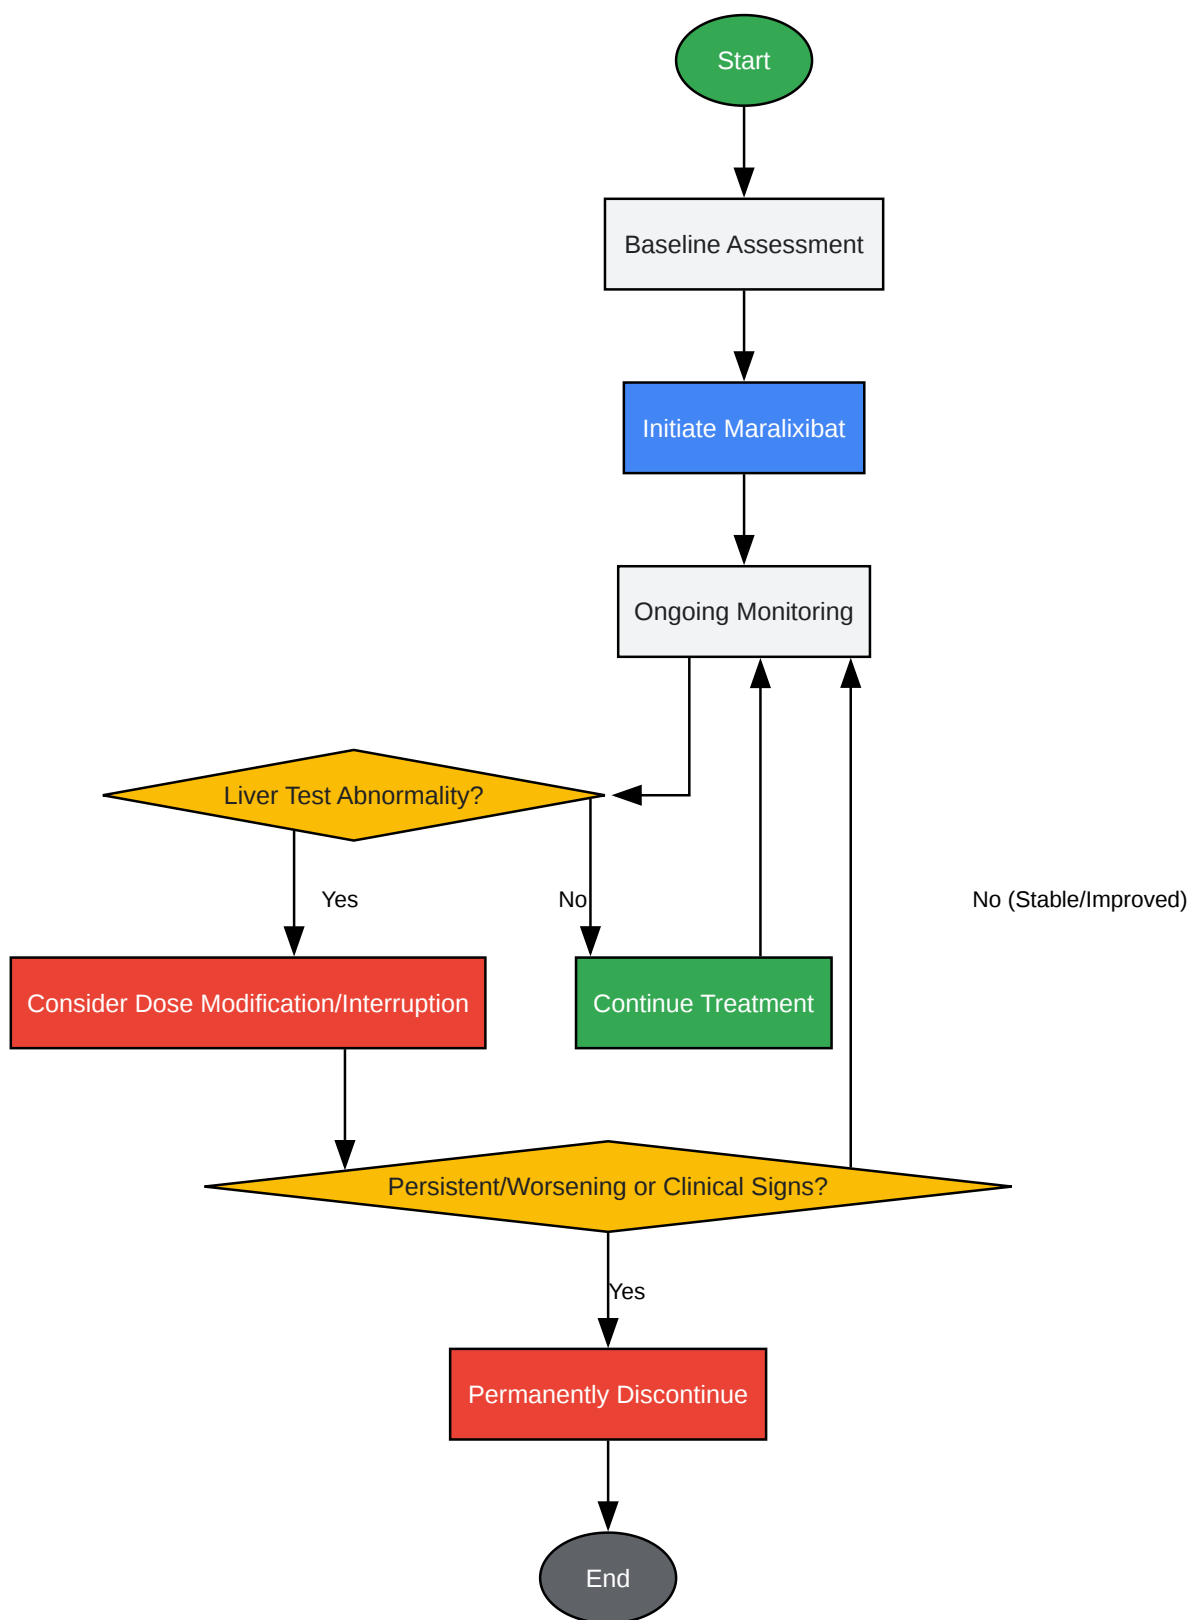 Start
Baseline Assessment
Initiate Maralixibat
Ongoing Monitoring
Liver Test Abnormality?
Yes
No
No (Stable/Improved)
Consider Dose Modification/Interruption
Continue Treatment
Persistent/Worsening or Clinical Signs?
Yes
Permanently Discontinue
End